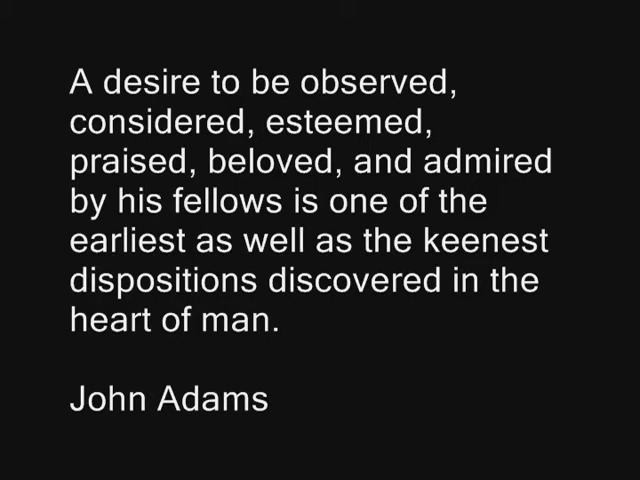 A desire to be observed,
considered, esteemed,
praised, beloved, and admired
by his fellows is one of the
earliest as well as the keenest
dispositions discovered in the
heart of man.
John Adams